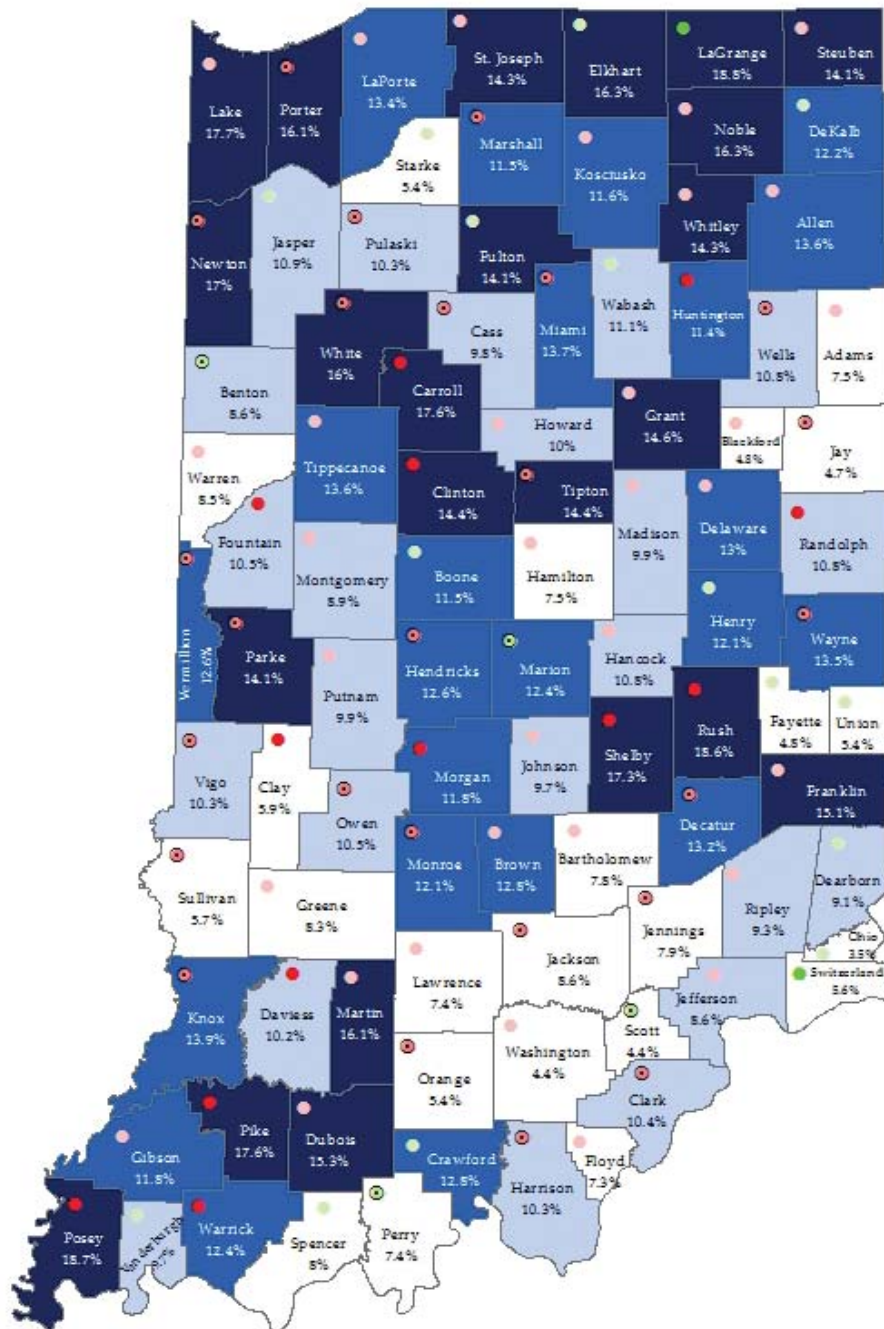 St. Joseph
14.3%
Elkhart
16.3%
LaGrange
18.8%
Steuben
14.1%
LaPorte
13.4%
Lake
17.7%
Porter
16.1%
Starke
5.4%
Marshall
11.5%
Kosciusko
11.6%
Noble
16.3%
DeKalb
12.2%
Whitley
14.3%
Allen
13.6%
Newton
17%
Jasper
10.9%
Pulaski
10.3%
Fulton
14.1%
Miami
13.7%
Wabash
11.1%
Huntington
11.4%
Wells
10.8%
Adams
7.5%
Benton
8.6%
White
16%
Cass
9.8%
Carroll
17.6%
Howard
10%
Grant
14.6%
Blackford
4.8%
Jay
4.7%
Warren
8.5%
Tippecanoe
13.6%
Clinton
14.4%
Tipton
14.4%
Madison
9.9%
Delaware
13%
Randolph
10.8%
Fountain
10.5%
Montgomery
8.9%
Boone
11.5%
Hamilton
7.5%
Henry
12.1%
Wayne
13.5%
Vermillion
12.6%
Parke
14.1%
Putnam
9.9%
Hendricks
12.6%
Marion
12.4%
Hancock
10.8%
Rush
18.6%
Fayette
4.8%
Union
5.4%
Vigo
10.3%
Clay
5.9%
Owen
10.5%
Morgan
11.8%
Johnson
9.7%
Shelby
17.3%
Franklin
15.1%
Decatur
13.2%
Monroe
12.1%
Brown
12.8%
Bartholomew
7.8%
Sullivan
5.7%
Greene
8.3%
Jennings
7.9%
Ripley
9.3%
Dearborn
9.1%
Ohio
3.5%
Switzerland
5.6%
Jackson
8.6%
Lawrence
7.4%
Jefferson
8.6%
Knox
13.9%
Daviess
10.2%
Martin
16.1%
Washington
4.4%
Scott
4.4%
Orange
5.4%
Clark
10.4%
Pike
17.6%
Dubois
15.3%
Gibson
11.8%
Crawford
12.8%
Harrison
10.3%
Floyd
7.3%
Posey
18.7%
Vanderburgh
9.7%
Warrick
12.4%
Spencer
8%
Perry
7.4%